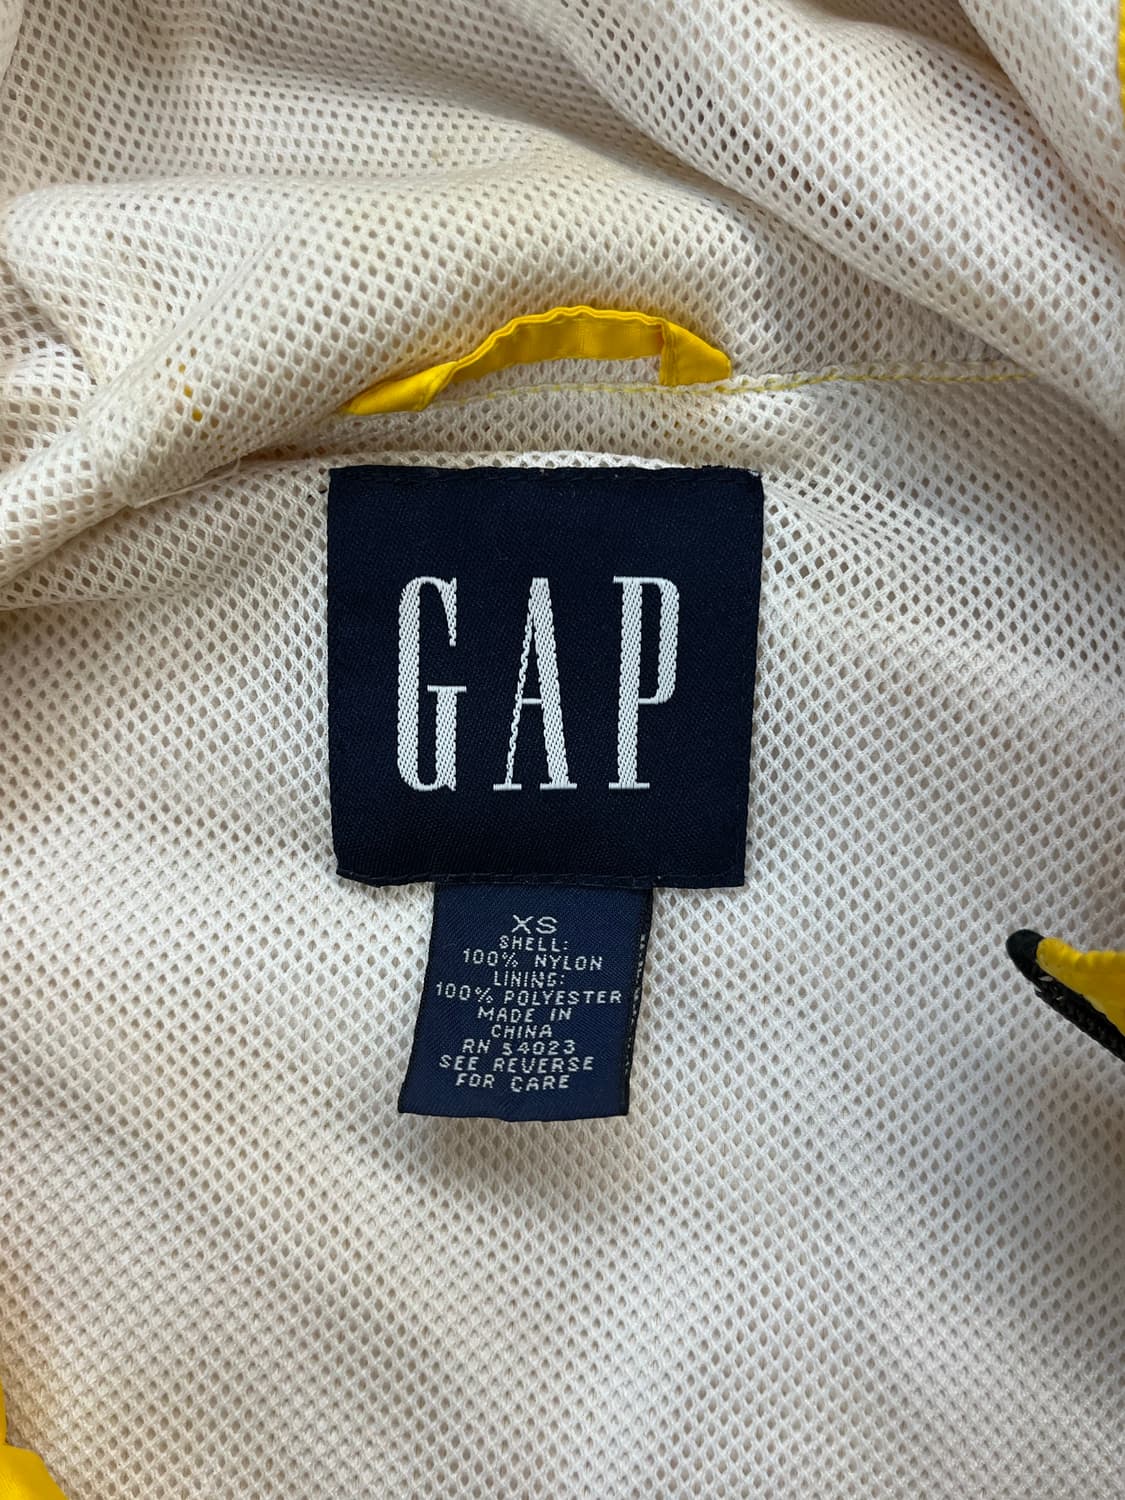 GAP
XS
SHELL:
100% NYLON
LINING:
100% POLYESTER
MADE IN
CHINA
RN 54023
SEE REVERSE
FOR CARE